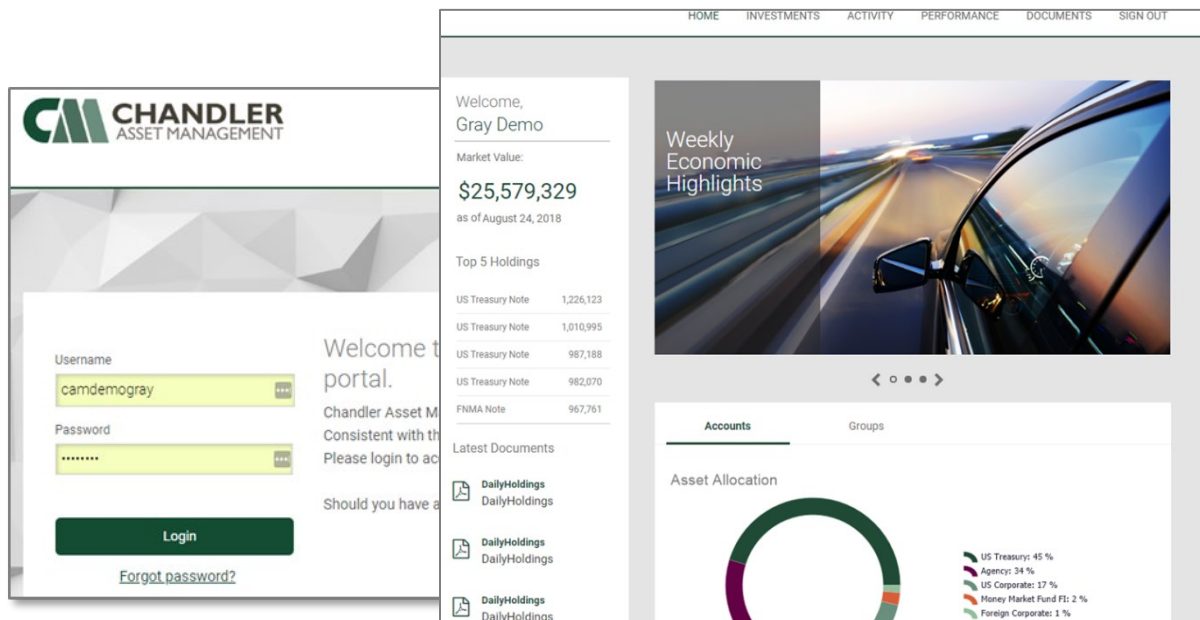 CHANDLER
ASSET MANAGEMENT
Username
camdemogray
Password
Login
Forgot password?
Welcome t
portal.
Chandler Asset M
Consistent with th
Please login to ac
Should you have a
HOME INVESTMENTS ACTIVITY PERFORMANCE DOCUMENTS SIGN OUT
Welcome,
Gray Demo
Market Value:
$25,579,329
as of August 24, 2018
Top 5 Holdings
US Treasury Note 1,226,123
US Treasury Note 1,010,995
US Treasury Note 987,188
US Treasury Note 982,070
FNMA Note 967,761
Latest Documents
DailyHoldings
DailyHoldings
DailyHoldings
DailyHoldings
DailyHoldings
DailyHoldings
Weekly
Economic
Highlights
Accounts Groups
Asset Allocation
US Treasury: 45 %
Agency: 34 %
US Corporate: 17 %
Money Market Fund FI: 2 %
Foreign Corporate: 1 %